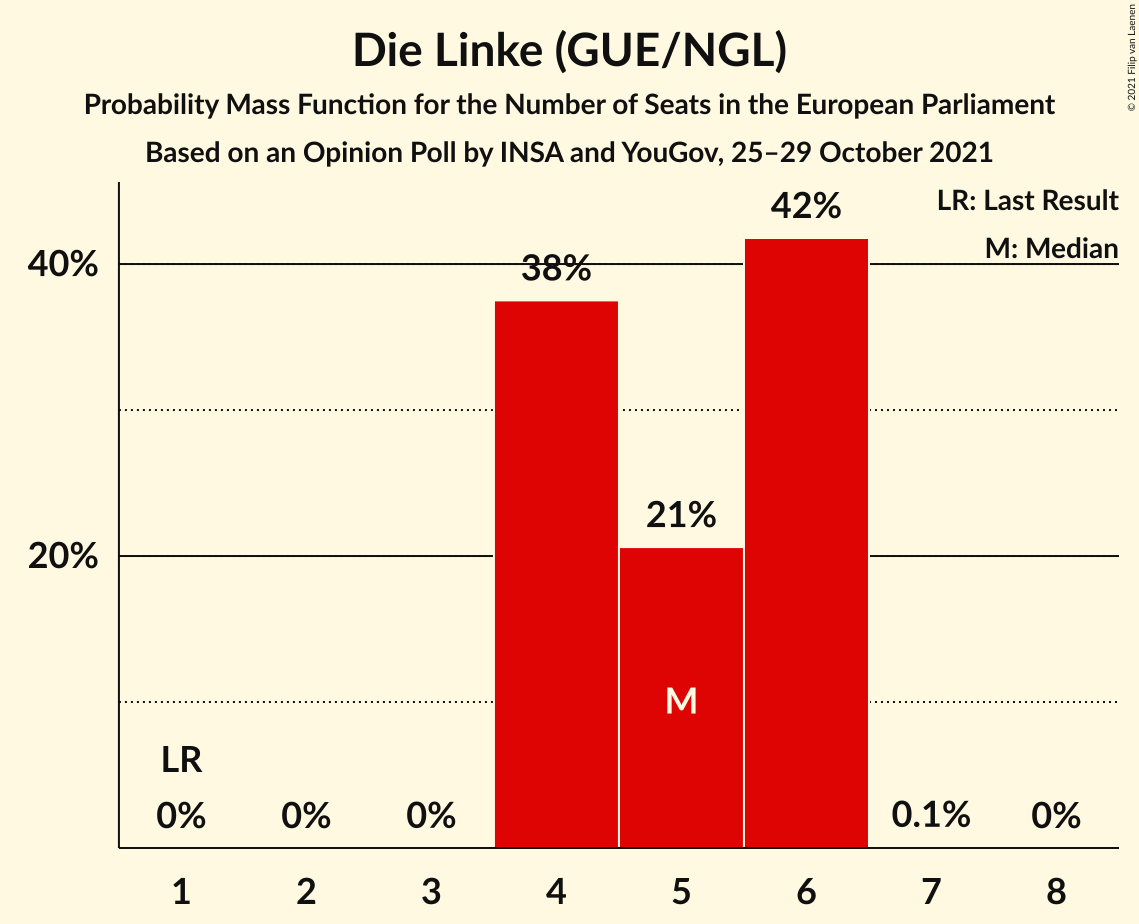 Die Linke (GUE/NGL)
Probability Mass Function for the Number of Seats in the European Parliament
Based on an Opinion Poll by INSA and YouGov, 25–29 October 2021
© 2021 Filip van Laenen
LR: Last Result
M: Median
40%
20%
42%
38%
21%
M
LR
0%
0%
0%
0.1%
0%
1 2 3 4 5 6 7 8